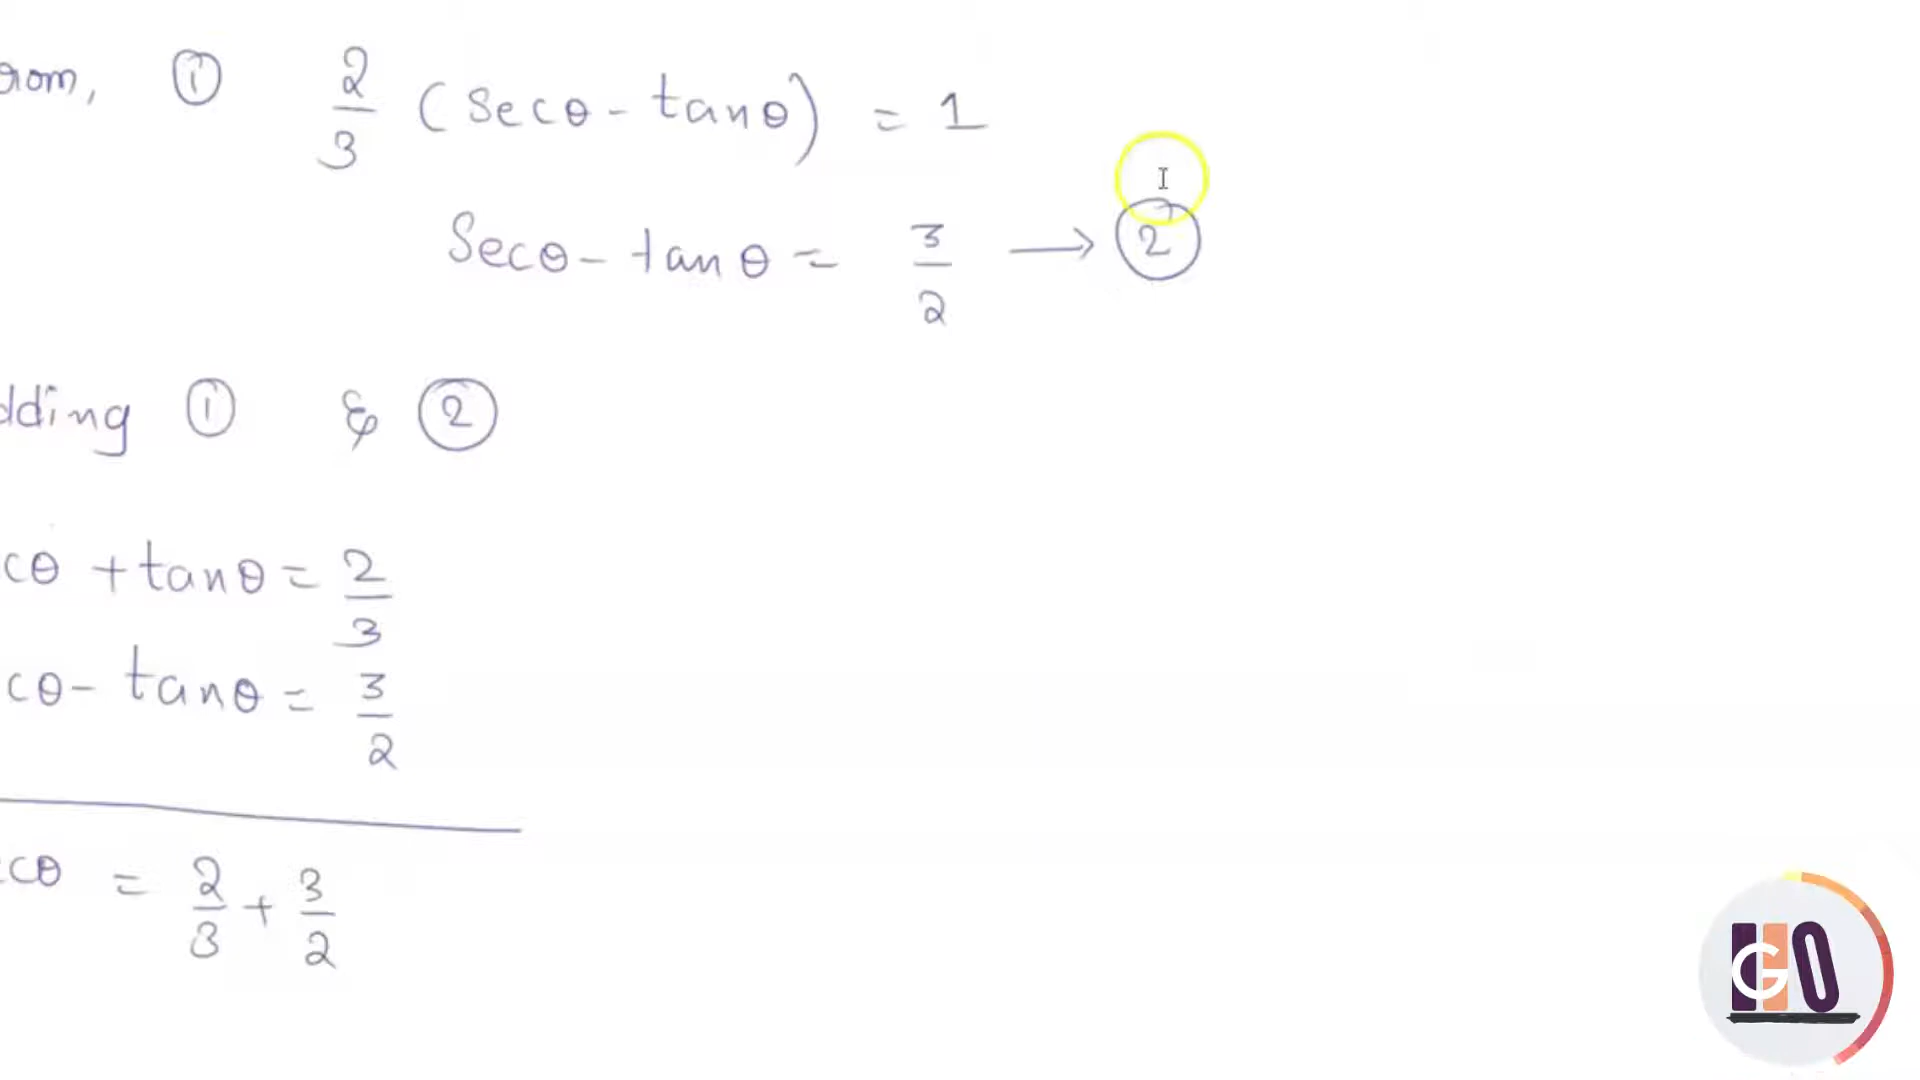 rom, ① 2/3 (Secθ - tanθ) = 1
Secθ - tanθ = 3/2 → ②
dding ① & ②
cθ + tanθ = 2/3
cθ - tanθ = 3/2
cθ = 2/3 + 3/2
GO